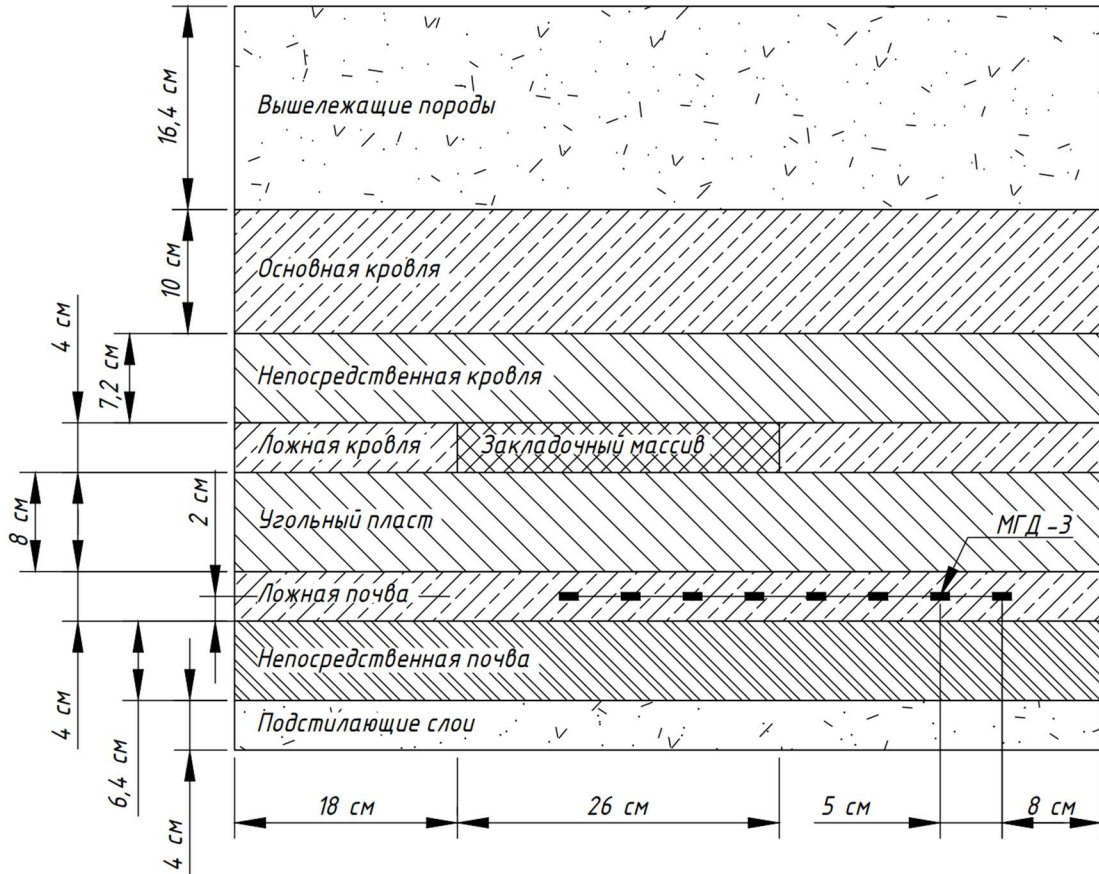 16,4 см
Вышележащие породы
10 см
Основная кровля
4 см
7,2 см
Непосредственная кровля
Ложная кровля
Закладочный массив
8 см
2 см
Угольный пласт
МГД -3
Ложная почва
4 см
Непосредственная почва
6,4 см
Подстилающие слои
4 см
18 см
26 см
5 см
8 см